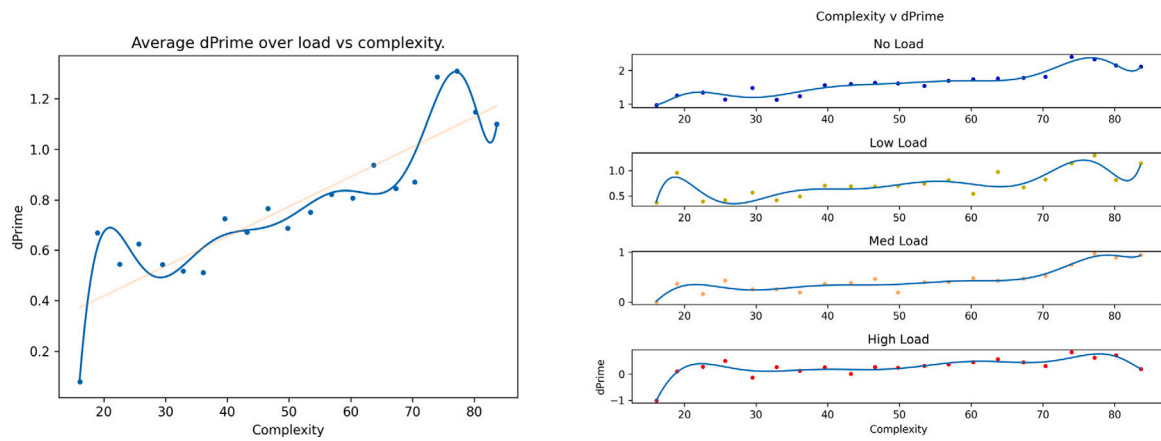 Average dPrime over load vs complexity.
1.2
1.0
0.8
0.6
0.4
0.2
dPrime
20 30 40 50 60 70 80
Complexity
Complexity v dPrime
No Load
2
1
20 30 40 50 60 70 80
Low Load
1.0
0.5
20 30 40 50 60 70 80
Med Load
1
0
20 30 40 50 60 70 80
High Load
0
−1
dPrime
20 30 40 50 60 70 80
Complexity